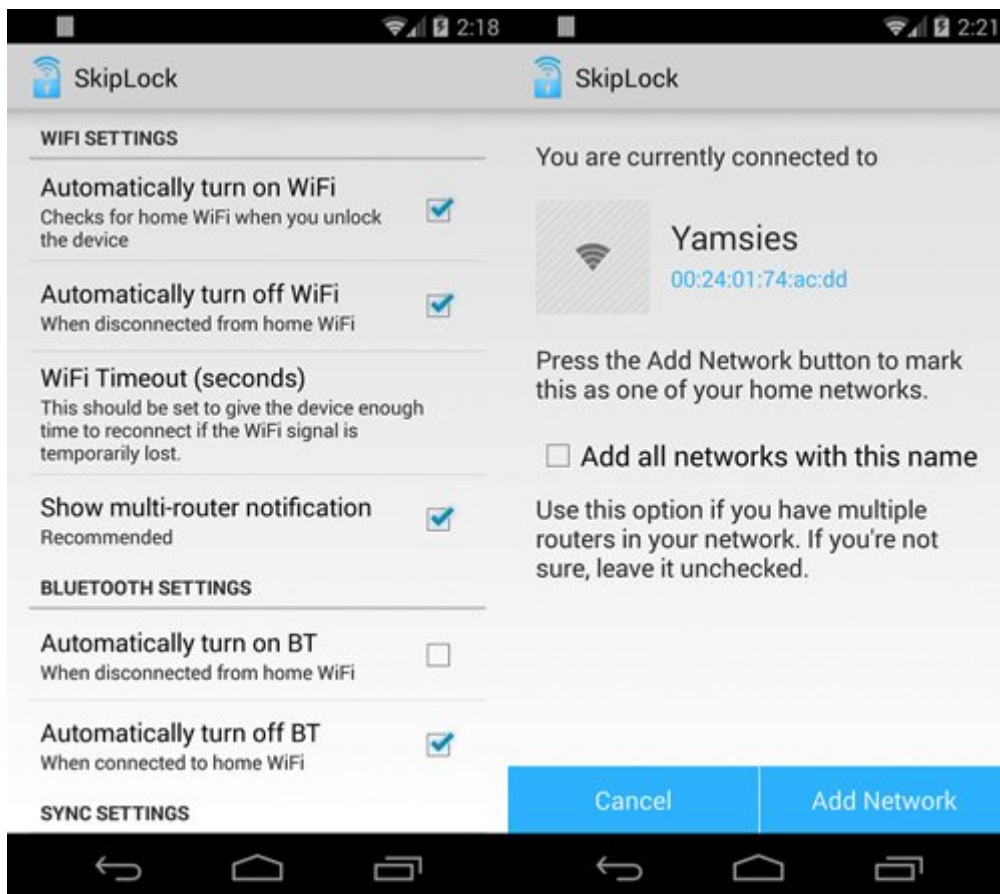 2:18
SkipLock
WIFI SETTINGS
Automatically turn on WiFi
Checks for home WiFi when you unlock
the device
Automatically turn off WiFi
When disconnected from home WiFi
WiFi Timeout (seconds)
This should be set to give the device enough
time to reconnect if the WiFi signal is
temporarily lost.
Show multi-router notification
Recommended
BLUETOOTH SETTINGS
Automatically turn on BT
When disconnected from home WiFi
Automatically turn off BT
When connected to home WiFi
SYNC SETTINGS
2:21
SkipLock
You are currently connected to
Yamsies
00:24:01:74:ac:dd
Press the Add Network button to mark
this as one of your home networks.
Add all networks with this name
Use this option if you have multiple
routers in your network. If you're not
sure, leave it unchecked.
Cancel
Add Network